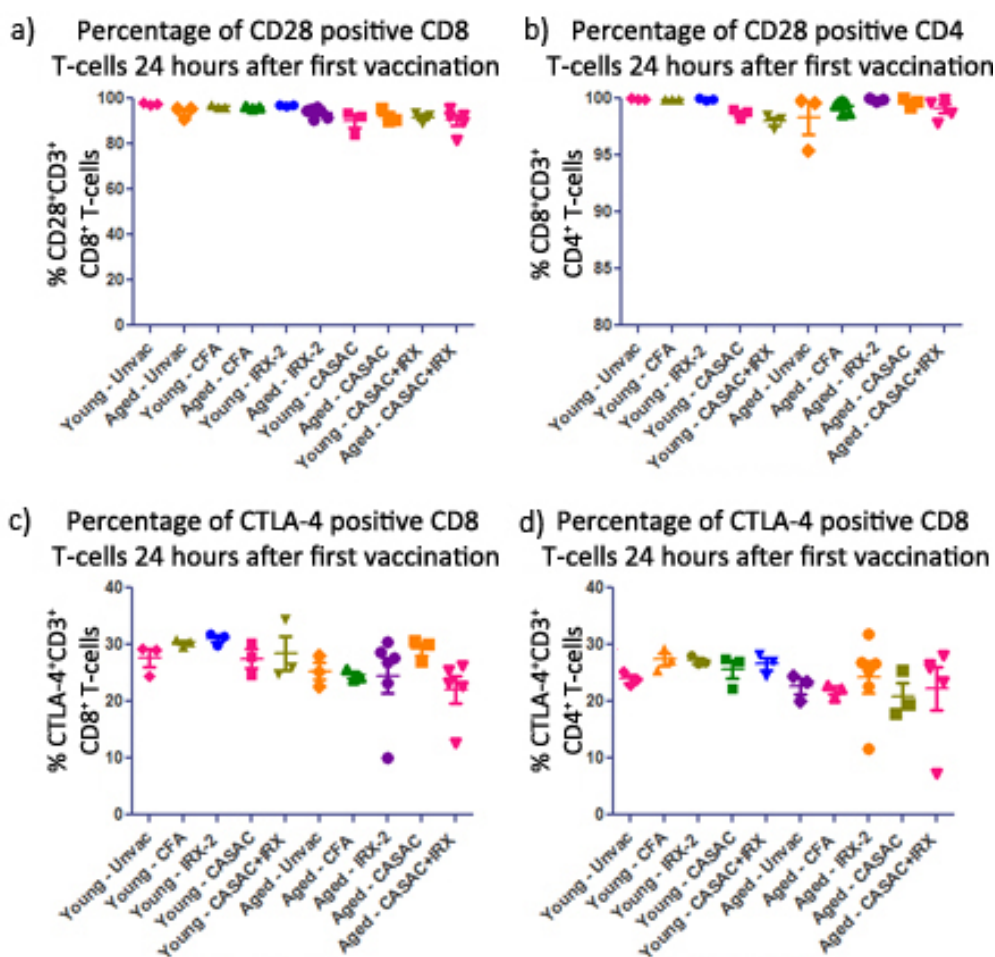 a) Percentage of CD28 positive CD8
T-cells 24 hours after first vaccination
% CD28⁺CD3⁺
CD8⁺ T-cells
100
80
60
40
20
0
Young - Unvac
Aged - Unvac
Young - CFA
Aged - CFA
Young - IRX-2
Aged - IRX-2
Young - CASAC
Aged - CASAC
Young - CASAC+IRX
Aged - CASAC+IRX
b) Percentage of CD28 positive CD4
T-cells 24 hours after first vaccination
% CD8⁺CD3⁺
CD4⁺ T-cells
100
95
90
85
80
Young - Unvac
Young - CFA
Young - IRX-2
Young - CASAC
Young - CASAC+IRX
Aged - Unvac
Aged - CFA
Aged - IRX-2
Aged - CASAC
Aged - CASAC+IRX
c) Percentage of CTLA-4 positive CD8
T-cells 24 hours after first vaccination
% CTLA-4⁺CD3⁺
CD8⁺ T-cells
40
30
20
10
0
Young - Unvac
Young - CFA
Young - IRX-2
Young - CASAC
Young - CASAC+IRX
Aged - Unvac
Aged - CFA
Aged - IRX-2
Aged - CASAC
Aged - CASAC+IRX
d) Percentage of CTLA-4 positive CD8
T-cells 24 hours after first vaccination
% CTLA-4⁺CD3⁺
CD4⁺ T-cells
40
30
20
10
0
Young - Unvac
Young - CFA
Young - IRX-2
Young - CASAC
Young - CASAC+IRX
Aged - Unvac
Aged - CFA
Aged - IRX-2
Aged - CASAC
Aged - CASAC+IRX